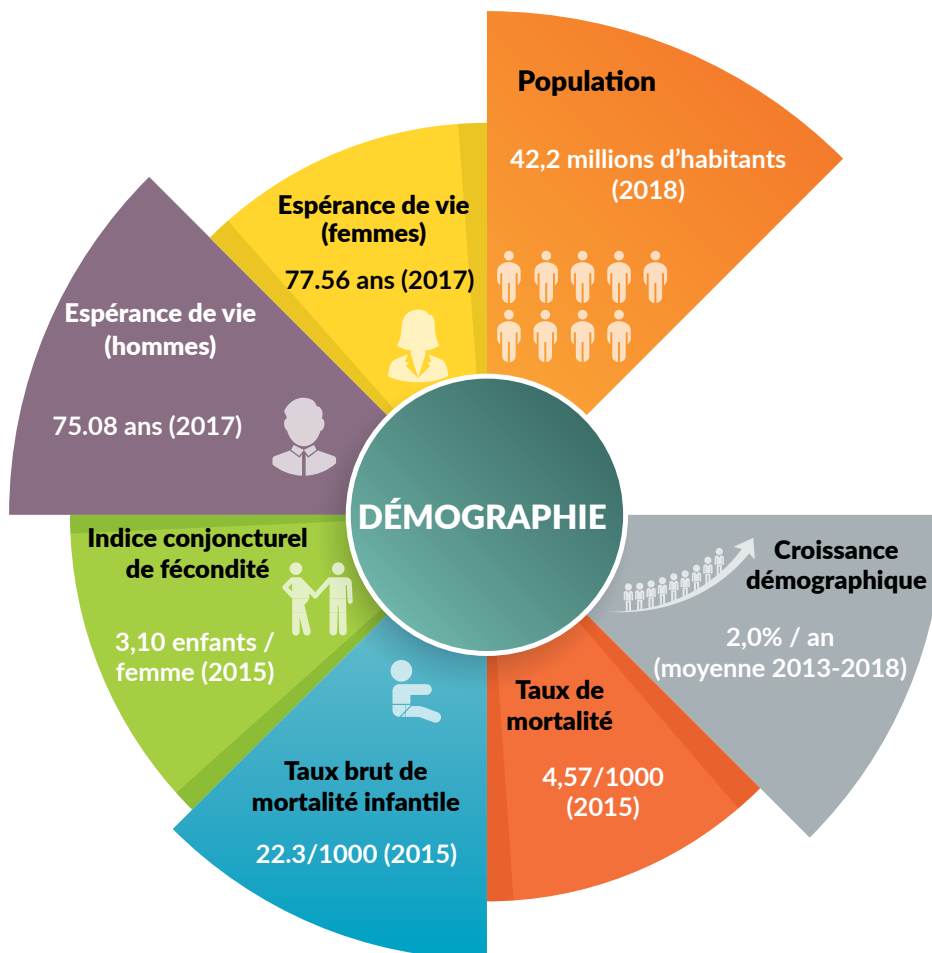 Population
42,2 millions d'habitants
(2018)
Espérance de vie
(femmes)
77.56 ans (2017)
Espérance de vie
(hommes)
75.08 ans (2017)
DÉMOGRAPHIE
Indice conjoncturel
de fécondité
3,10 enfants /
femme (2015)
Croissance
démographique
2,0% / an
(moyenne 2013-2018)
Taux de
mortalité
4,57/1000
(2015)
Taux brut de
mortalité infantile
22.3/1000 (2015)